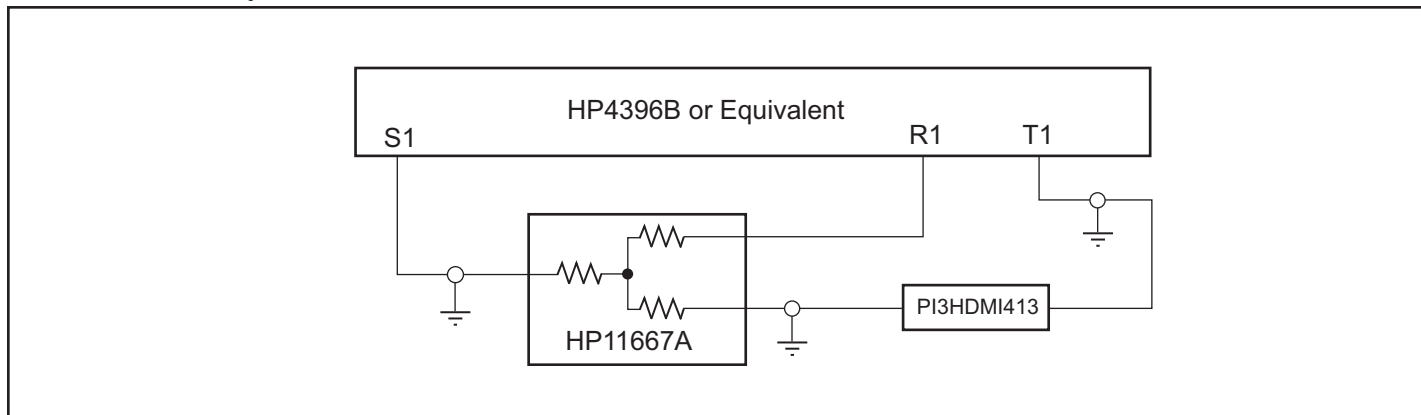 HP4396B or Equivalent
S1
R1
T1
PI3HDMI413
HP11667A